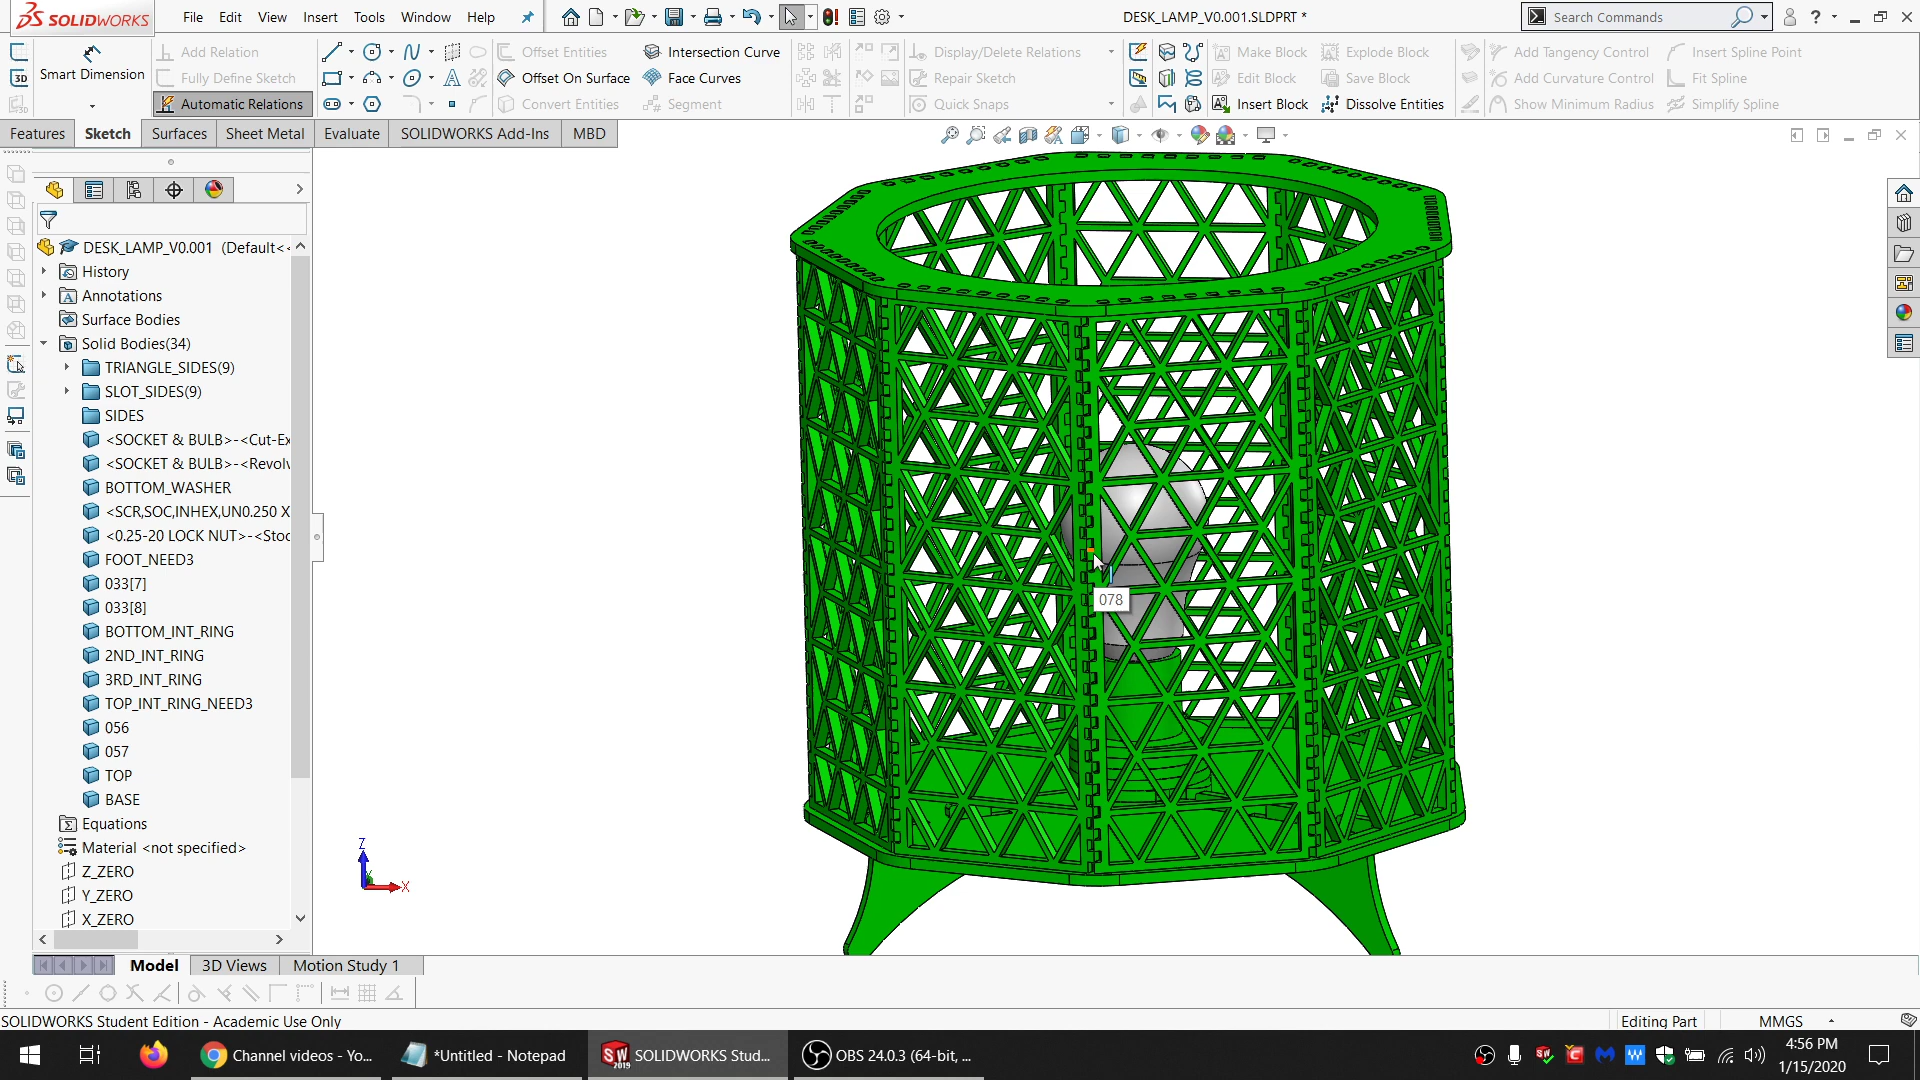 SOLIDWORKS
File Edit View Insert Tools Window Help
DESK_LAMP_V0.001.SLDPRT *
Search Commands
Smart Dimension
Add Relation
Fully Define Sketch
Automatic Relations
3D
A
Offset Entities
Offset On Surface
Convert Entities
Intersection Curve
Face Curves
Segment
Display/Delete Relations
Repair Sketch
Quick Snaps
Make Block
Edit Block
Insert Block
Explode Block
Save Block
Dissolve Entities
Add Tangency Control
Add Curvature Control
Show Minimum Radius
Insert Spline Point
Fit Spline
Simplify Spline
Features
Sketch
Surfaces
Sheet Metal
Evaluate
SOLIDWORKS Add-Ins
MBD
DESK_LAMP_V0.001 (Default<<
History
Annotations
Surface Bodies
Solid Bodies(34)
TRIANGLE_SIDES(9)
SLOT_SIDES(9)
SIDES
<SOCKET & BULB>-<Cut-Ex
<SOCKET & BULB>-<Revolv
BOTTOM_WASHER
<SCR,SOC,INHEX,UN0.250 X
<0.25-20 LOCK NUT>-<Stoc
FOOT_NEED3
033[7]
033[8]
BOTTOM_INT_RING
2ND_INT_RING
3RD_INT_RING
TOP_INT_RING_NEED3
056
057
TOP
BASE
Equations
Material <not specified>
Z_ZERO
Y_ZERO
X_ZERO
078
Z
Y
X
Model
3D Views
Motion Study 1
SOLIDWORKS Student Edition - Academic Use Only
Editing Part
MMGS
Channel videos - Yo...
*Untitled - Notepad
SW 2019
SOLIDWORKS Stud...
OBS 24.0.3 (64-bit, ...
4:56 PM
1/15/2020